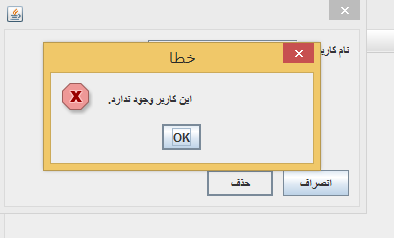 نام کاربر
خطا
این کاربر وجود ندارد.
OK
حذف
انصراف